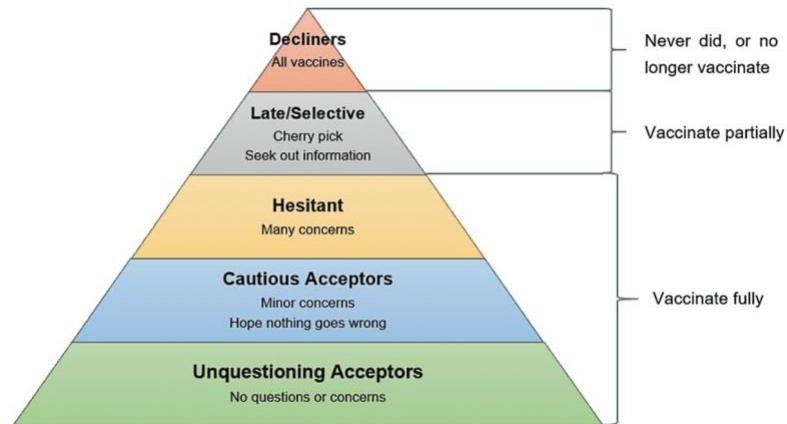 Decliners
All vaccines
Never did, or no
longer vaccinate
Late/Selective
Cherry pick
Seek out information
Vaccinate partially
Hesitant
Many concerns
Cautious Acceptors
Minor concerns
Hope nothing goes wrong
Vaccinate fully
Unquestioning Acceptors
No questions or concerns